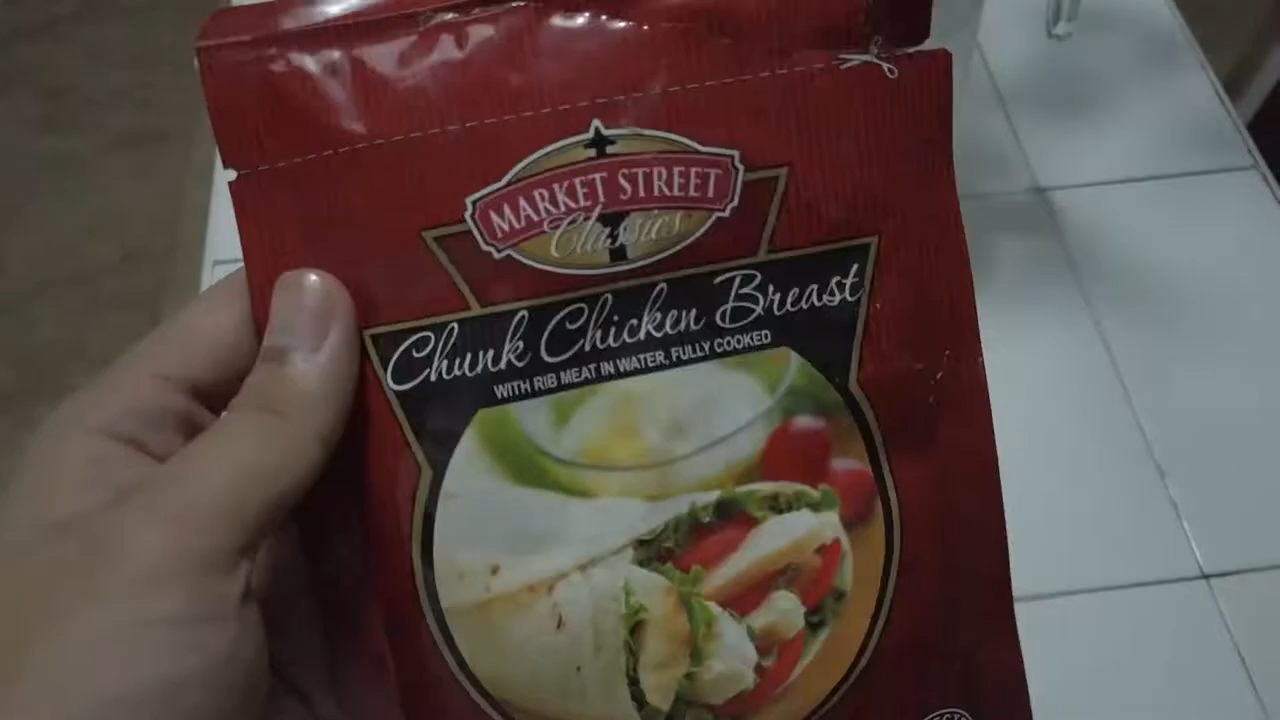 MARKET STREET
Classics
Chunk Chicken Breast
WITH RIB MEAT IN WATER, FULLY COOKED